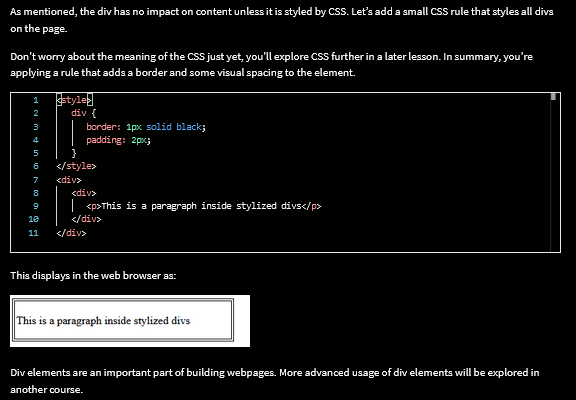 As mentioned, the div has no impact on content unless it is styled by CSS. Let's add a small CSS rule that styles all divs
on the page.
Don't worry about the meaning of the CSS just yet, you'll explore CSS further in a later lesson. In summary, you're
applying a rule that adds a border and some visual spacing to the element.
1 <style>
2 div {
3 border: 1px solid black;
4 padding: 2px;
5 }
6 </style>
7 <div>
8 <div>
9 <p>This is a paragraph inside stylized divs</p>
10 </div>
11 </div>
This displays in the web browser as:
This is a paragraph inside stylized divs
Div elements are an important part of building webpages. More advanced usage of div elements will be explored in
another course.